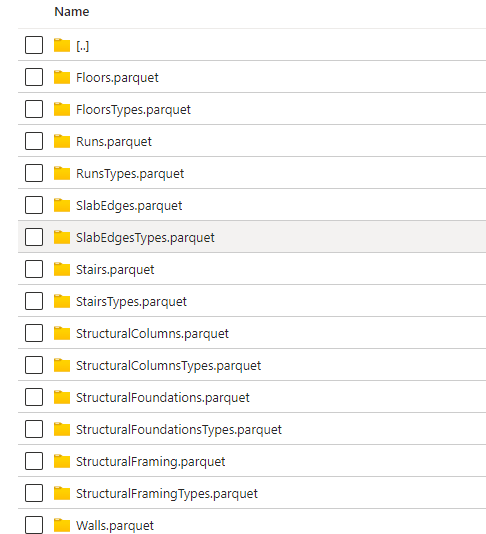 Name
[..]
Floors.parquet
FloorsTypes.parquet
Runs.parquet
RunsTypes.parquet
SlabEdges.parquet
SlabEdgesTypes.parquet
Stairs.parquet
StairsTypes.parquet
StructuralColumns.parquet
StructuralColumnsTypes.parquet
StructuralFoundations.parquet
StructuralFoundationsTypes.parquet
StructuralFraming.parquet
StructuralFramingTypes.parquet
Walls.parquet